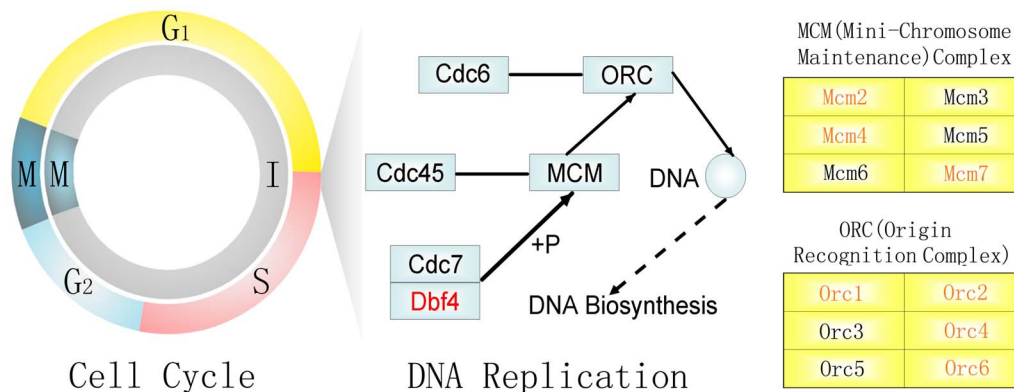 G1
M
M
I
G2
S
Cell Cycle
Cdc6
ORC
Cdc45
MCM
DNA
+P
Cdc7
Dbf4
DNA Biosynthesis
DNA Replication
MCM(Mini-Chromosome
Maintenance)Complex
Mcm2 Mcm3
Mcm4 Mcm5
Mcm6 Mcm7
ORC(Origin
Recognition Complex)
Orc1 Orc2
Orc3 Orc4
Orc5 Orc6